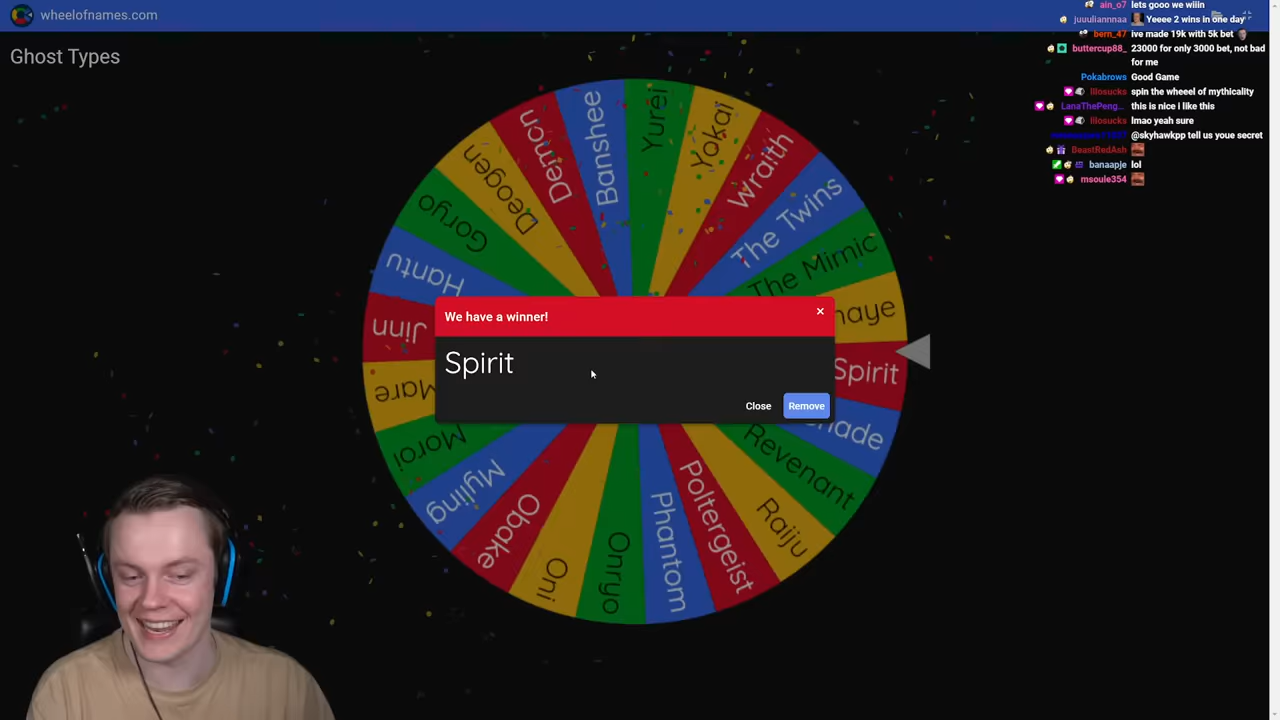 wheelofnames.com
Ghost Types
Banshee
Yurei
Yokai
Wraith
The Twins
The Mimic
Spirit
Revenant
Raiju
Poltergeist
Phantom
Onryo
Oni
Obake
Myling
Moroi
Mare
Jinn
Hantu
Goryo
Deogen
Demon
We have a winner!
×
Spirit
Close
Remove
ain_o7 lets gooo we wiiin
juuuliannnaa Yeeee 2 wins in one day
bern_47 ive made 19k with 5k bet
buttercup88_ 23000 for only 3000 bet, not bad
for me
Pokabrows Good Game
lllosucks spin the wheeel of mythicality
LanaThePeng... this is nice i like this
lllosucks lmao yeah sure
@skyhawkpp tell us youe secret
BeastRedAsh
banaapje lol
msoule354